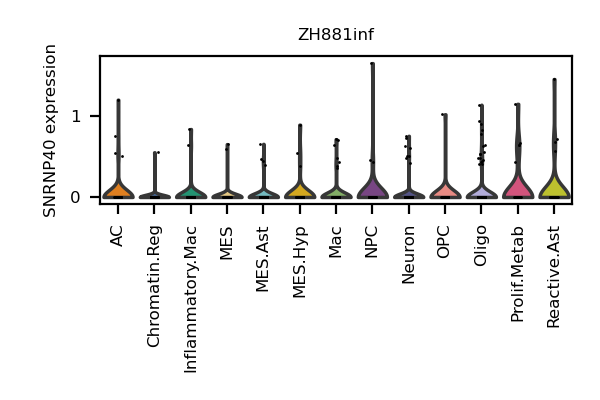 ZH881inf
SNRNP40 expression
1
0
AC
Chromatin.Reg
Inflammatory.Mac
MES
MES.Ast
MES.Hyp
Mac
NPC
Neuron
OPC
Oligo
Prolif.Metab
Reactive.Ast